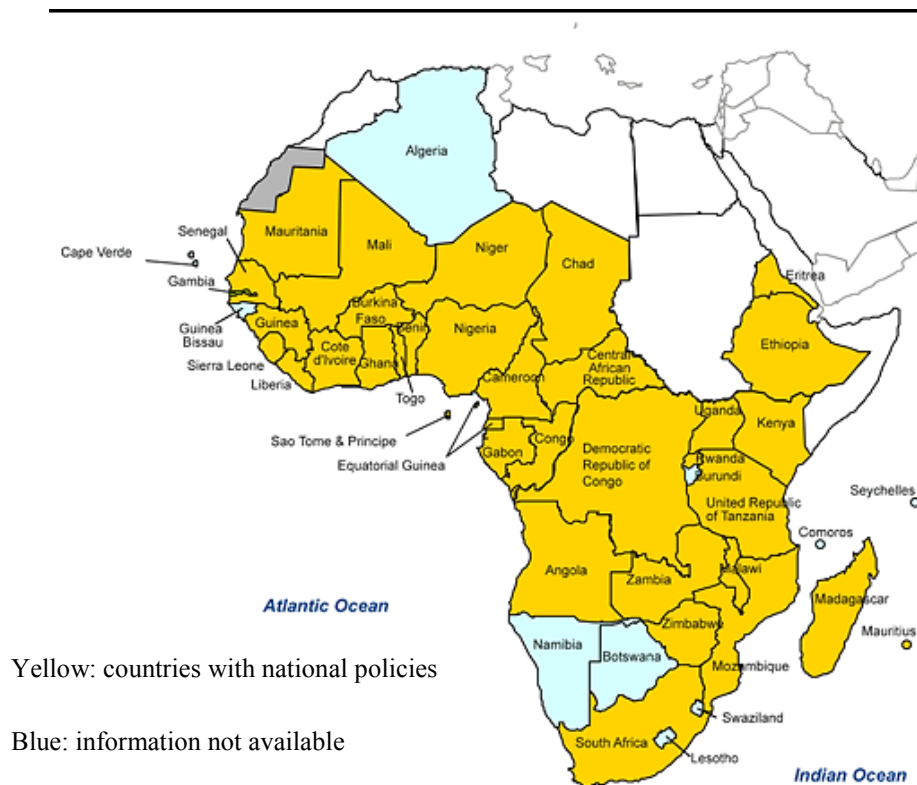 Algeria
Mauritania
Mali
Niger
Chad
Senegal
Cape Verde
Gambia
Eritrea
Burkina
Faso
Guinea
Bissau
Guinea
Benin
Nigeria
Cote
d'Ivoire
Ghana
Ethiopia
Sierra Leone
Liberia
Togo
Cameroon
Central
African
Republic
Sao Tome & Principe
Equatorial Guinea
Gabon
Congo
Democratic
Republic of
Congo
Uganda
Kenya
Rwanda
Burundi
United Republic
of Tanzania
Seychelles
Comoros
Angola
Zambia
Malawi
Madagascar
Mauritius
Atlantic Ocean
Zimbabwe
Namibia
Botswana
Mozambique
Yellow: countries with national policies
Swaziland
Blue: information not available
South Africa
Lesotho
Indian Ocean